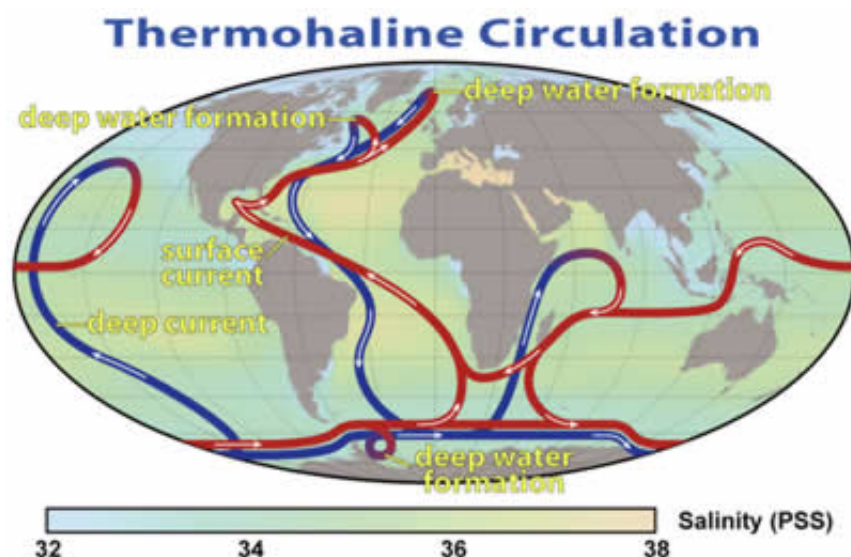 Thermohaline Circulation
deep water formation
deep water formation
surface
current
deep current
deep water
formation
Salinity (PSS)
32
34
36
38